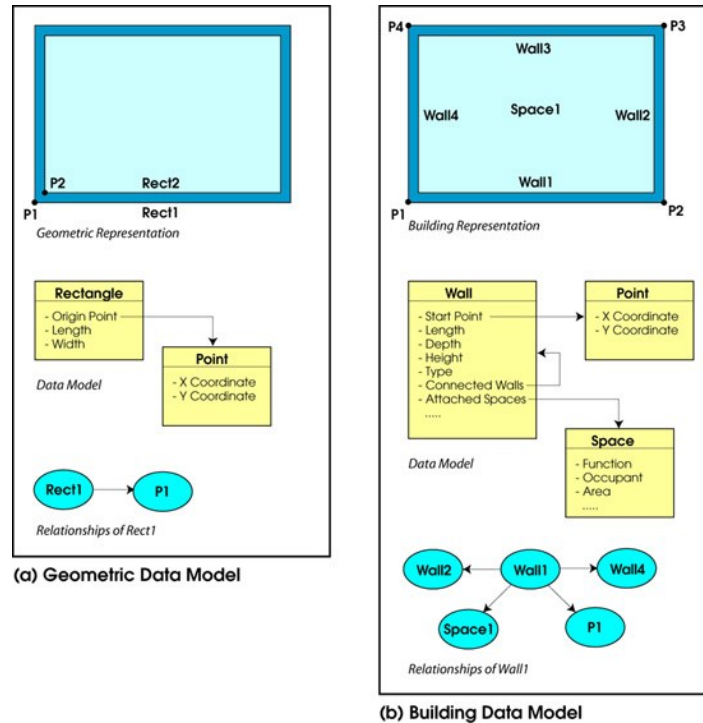 P2
Rect2
P1
Rect1
Geometric Representation
Rectangle
- Origin Point
- Length
- Width
Point
- X Coordinate
- Y Coordinate
Data Model
Rect1
P1
Relationships of Rect1
(a) Geometric Data Model
P4
P3
Wall3
Wall4
Space1
Wall2
Wall1
P1
P2
Building Representation
Wall
- Start Point
- Length
- Depth
- Height
- Type
- Connected Walls
- Attached Spaces
.....
Point
- X Coordinate
- Y Coordinate
Space
- Function
- Occupant
- Area
.....
Data Model
Wall2
Wall1
Wall4
Space1
P1
Relationships of Wall1
(b) Building Data Model